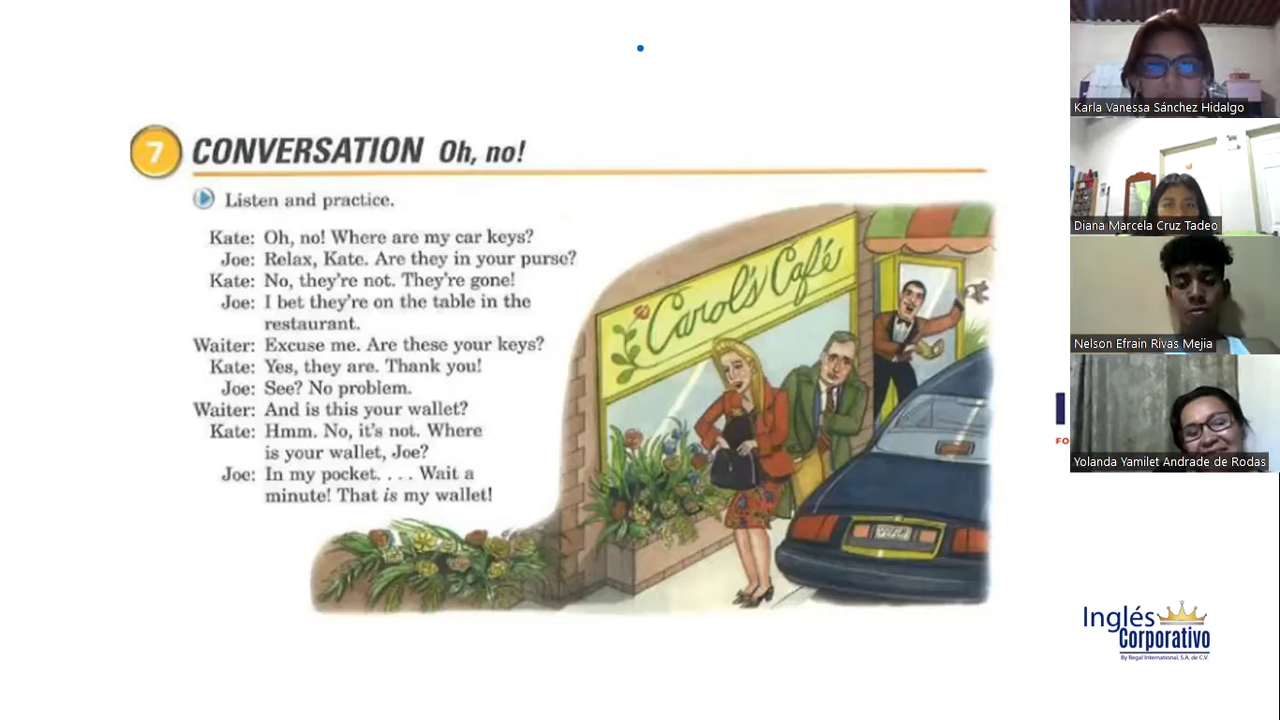 7 CONVERSATION Oh, no!
Listen and practice.
Kate: Oh, no! Where are my car keys?
Joe: Relax, Kate. Are they in your purse?
Kate: No, they're not. They're gone!
Joe: I bet they're on the table in the
restaurant.
Waiter: Excuse me. Are these your keys?
Kate: Yes, they are. Thank you!
Joe: See? No problem.
Waiter: And is this your wallet?
Kate: Hmm. No, it's not. Where
is your wallet, Joe?
Joe: In my pocket. . . . Wait a
minute! That is my wallet!
Carol's Café
Karla Vanessa Sánchez Hidalgo
Diana Marcela Cruz Tadeo
Nelson Efrain Rivas Mejia
Yolanda Yamilet Andrade de Rodas
FO
Inglés
Corporativo
By Regal International, S.A. de C.V.